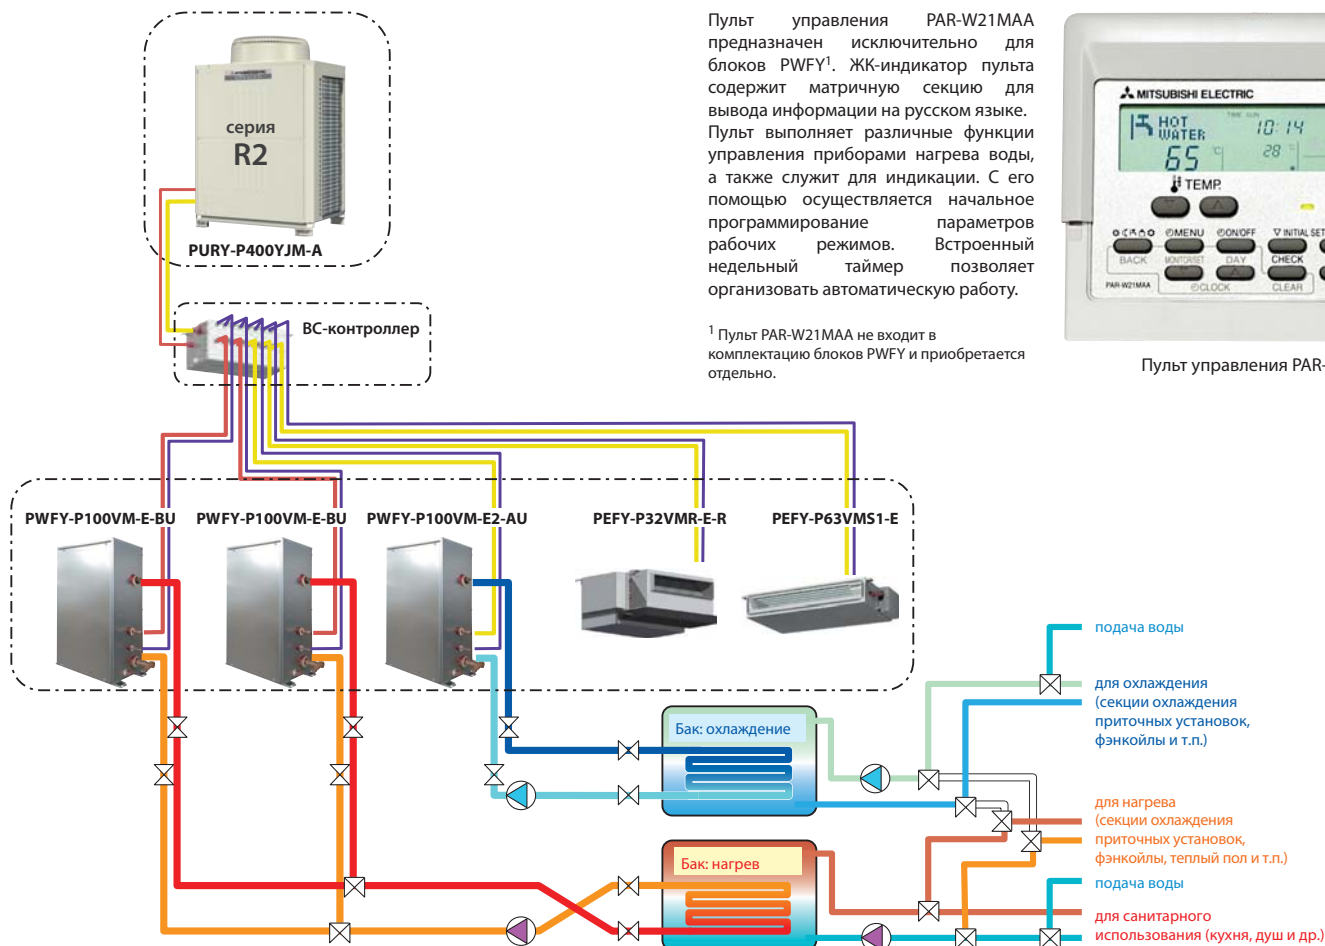 серия
R2
PURY-P400YJM-A
BC-контроллер
Пульт управления PAR-W21MAA
предназначен исключительно для
блоков PWFY1. ЖК-индикатор пульта
содержит матричную секцию для
вывода информации на русском языке.
Пульт выполняет различные функции
управления приборами нагрева воды,
а также служит для индикации. С его
помощью осуществляется начальное
программирование параметров
рабочих режимов. Встроенный
недельный таймер позволяет
организовать автоматическую работу.
1 Пульт PAR-W21MAA не входит в
комплектацию блоков PWFY и приобретается
отдельно.
MITSUBISHI ELECTRIC
TIME SUN
HOT
WATER
10:14
65 °C
28 °C
TEMP.
MENU ON/OFF INITIAL SET
BACK MONITOR/SET DAY CHECK
PAR-W21MAA CLOCK CLEAR
Пульт управления PAR-
PWFY-P100VM-E-BU
PWFY-P100VM-E-BU
PWFY-P100VM-E2-AU
PEFY-P32VMR-E-R
PEFY-P63VMS1-E
Бак: охлаждение
Бак: нагрев
подача воды
для охлаждения
(секции охлаждения
приточных установок,
фэнкойлы и т.п.)
для нагрева
(секции охлаждения
приточных установок,
фэнкойлы, теплый пол и т.п.)
подача воды
для санитарного
использования (кухня, душ и др.)